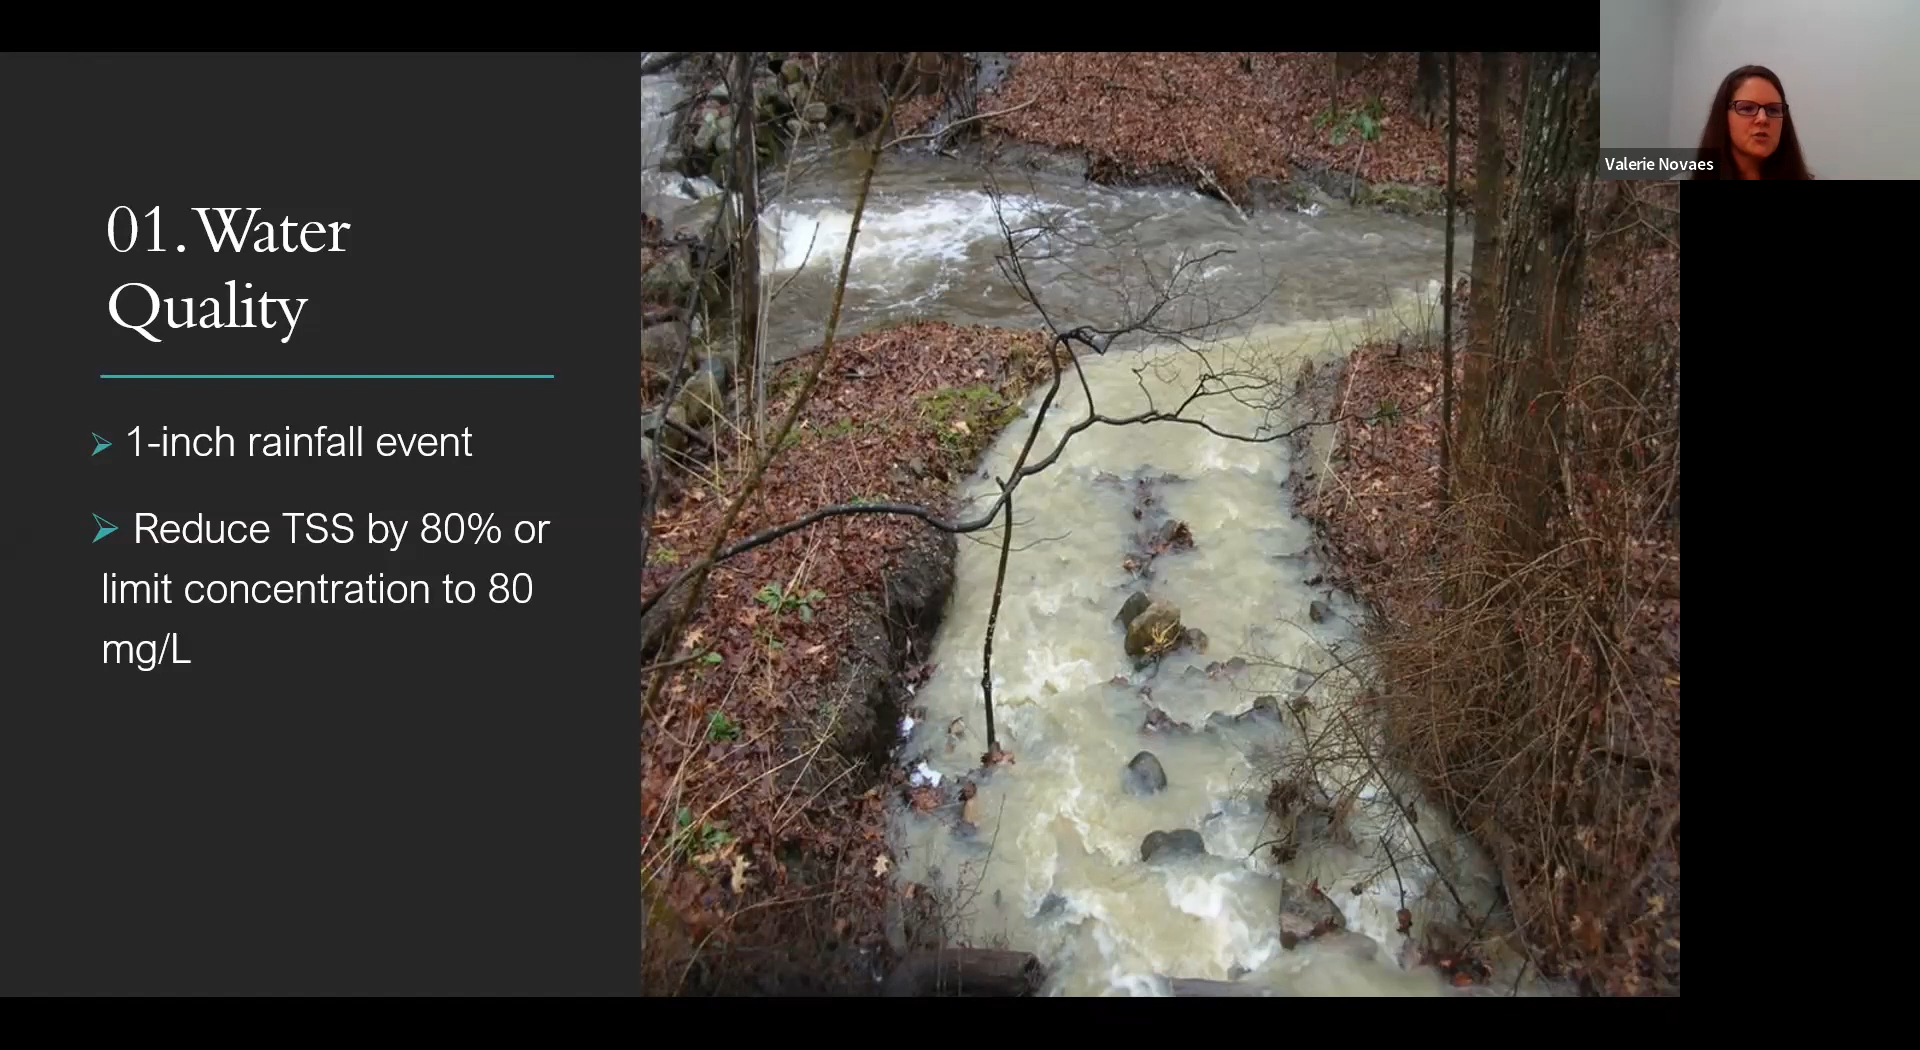 01. Water
Quality
1-inch rainfall event
Reduce TSS by 80% or
limit concentration to 80
mg/L
Valerie Novaes